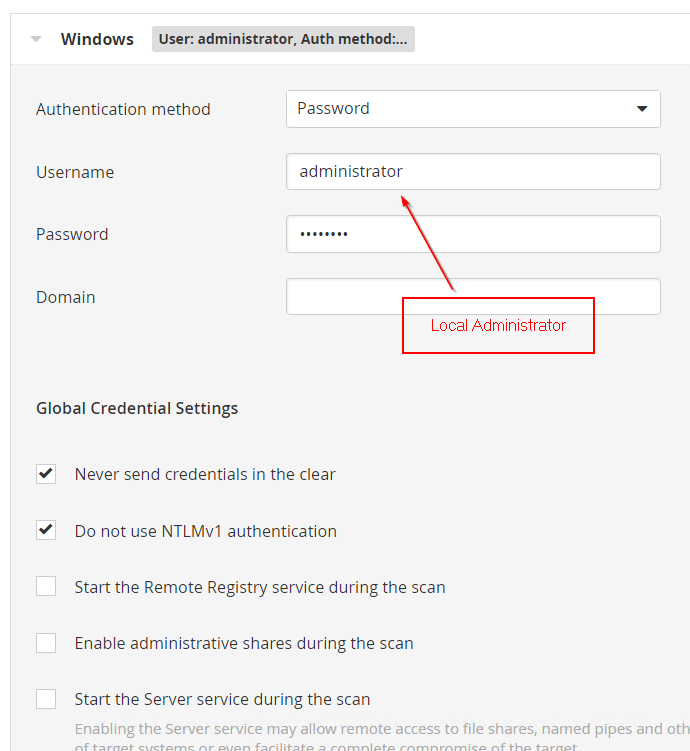 Windows User: administrator, Auth method:...
Authentication method Password
Username administrator
Password ••••••••
Domain
Local Administrator
Global Credential Settings
Never send credentials in the clear
Do not use NTLMv1 authentication
Start the Remote Registry service during the scan
Enable administrative shares during the scan
Start the Server service during the scan
Enabling the Server service may allow remote access to file shares, named pipes and oth
of target systems or even facilitate a complete compromise of the target.